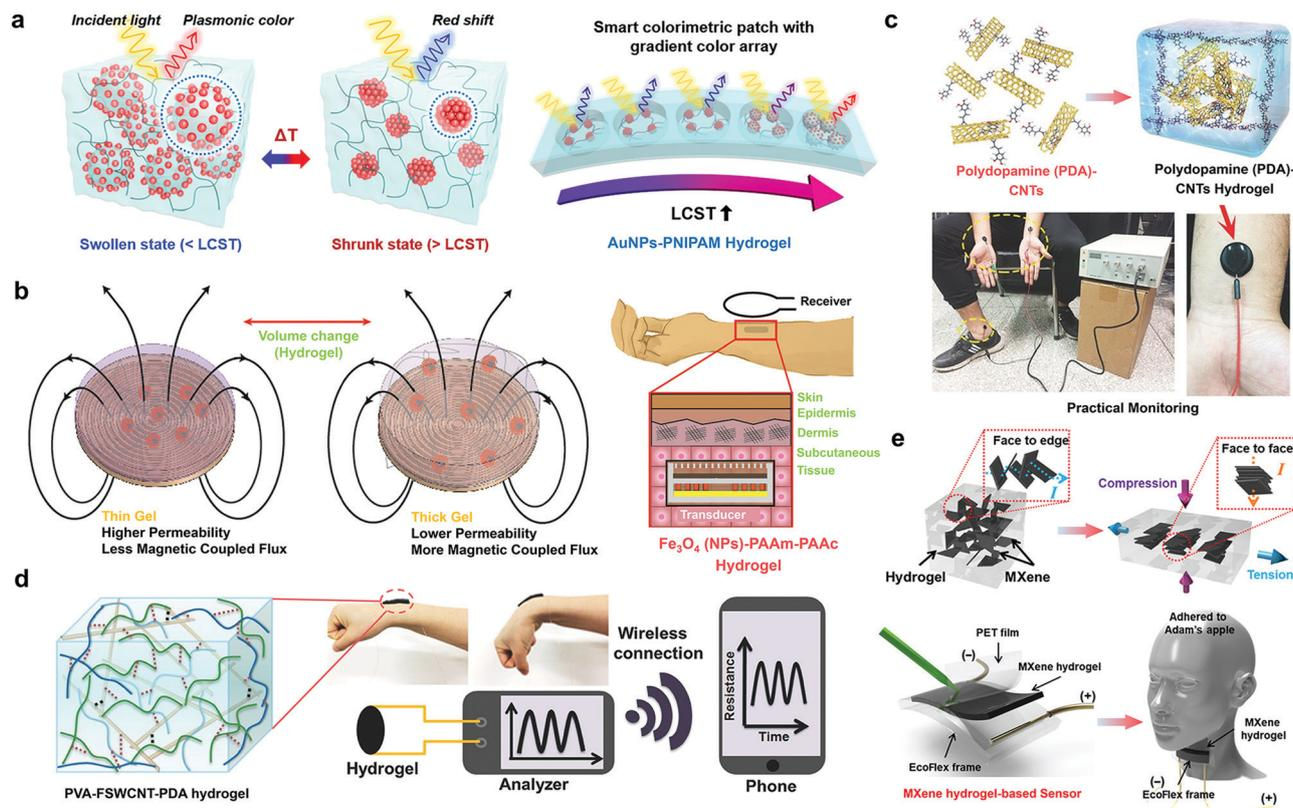 a
Incident light
Plasmonic color
Red shift
Smart colorimetric patch with
gradient color array
ΔT
LCST ⬆
Swollen state (< LCST)
Shrunk state (> LCST)
AuNPs-PNIPAM Hydrogel
b
Volume change
(Hydrogel)
Thin Gel
Higher Permeability
Less Magnetic Coupled Flux
Thick Gel
Lower Permeability
More Magnetic Coupled Flux
Receiver
Skin
Epidermis
Dermis
Subcutaneous
Tissue
Transducer
Fe₃O₄ (NPs)-PAAm-PAAc
Hydrogel
c
Polydopamine (PDA)-
CNTs
Polydopamine (PDA)-
CNTs Hydrogel
Practical Monitoring
d
PVA-FSWCNT-PDA hydrogel
Hydrogel
Analyzer
Wireless
connection
Resistance
Time
Phone
e
Face to edge
I
Hydrogel
MXene
Compression
Face to face
I
Tension
PET film
(−)
MXene hydrogel
(+)
EcoFlex frame
MXene hydrogel-based Sensor
Adhered to
Adam's apple
MXene
hydrogel
(−)
EcoFlex frame
(+)